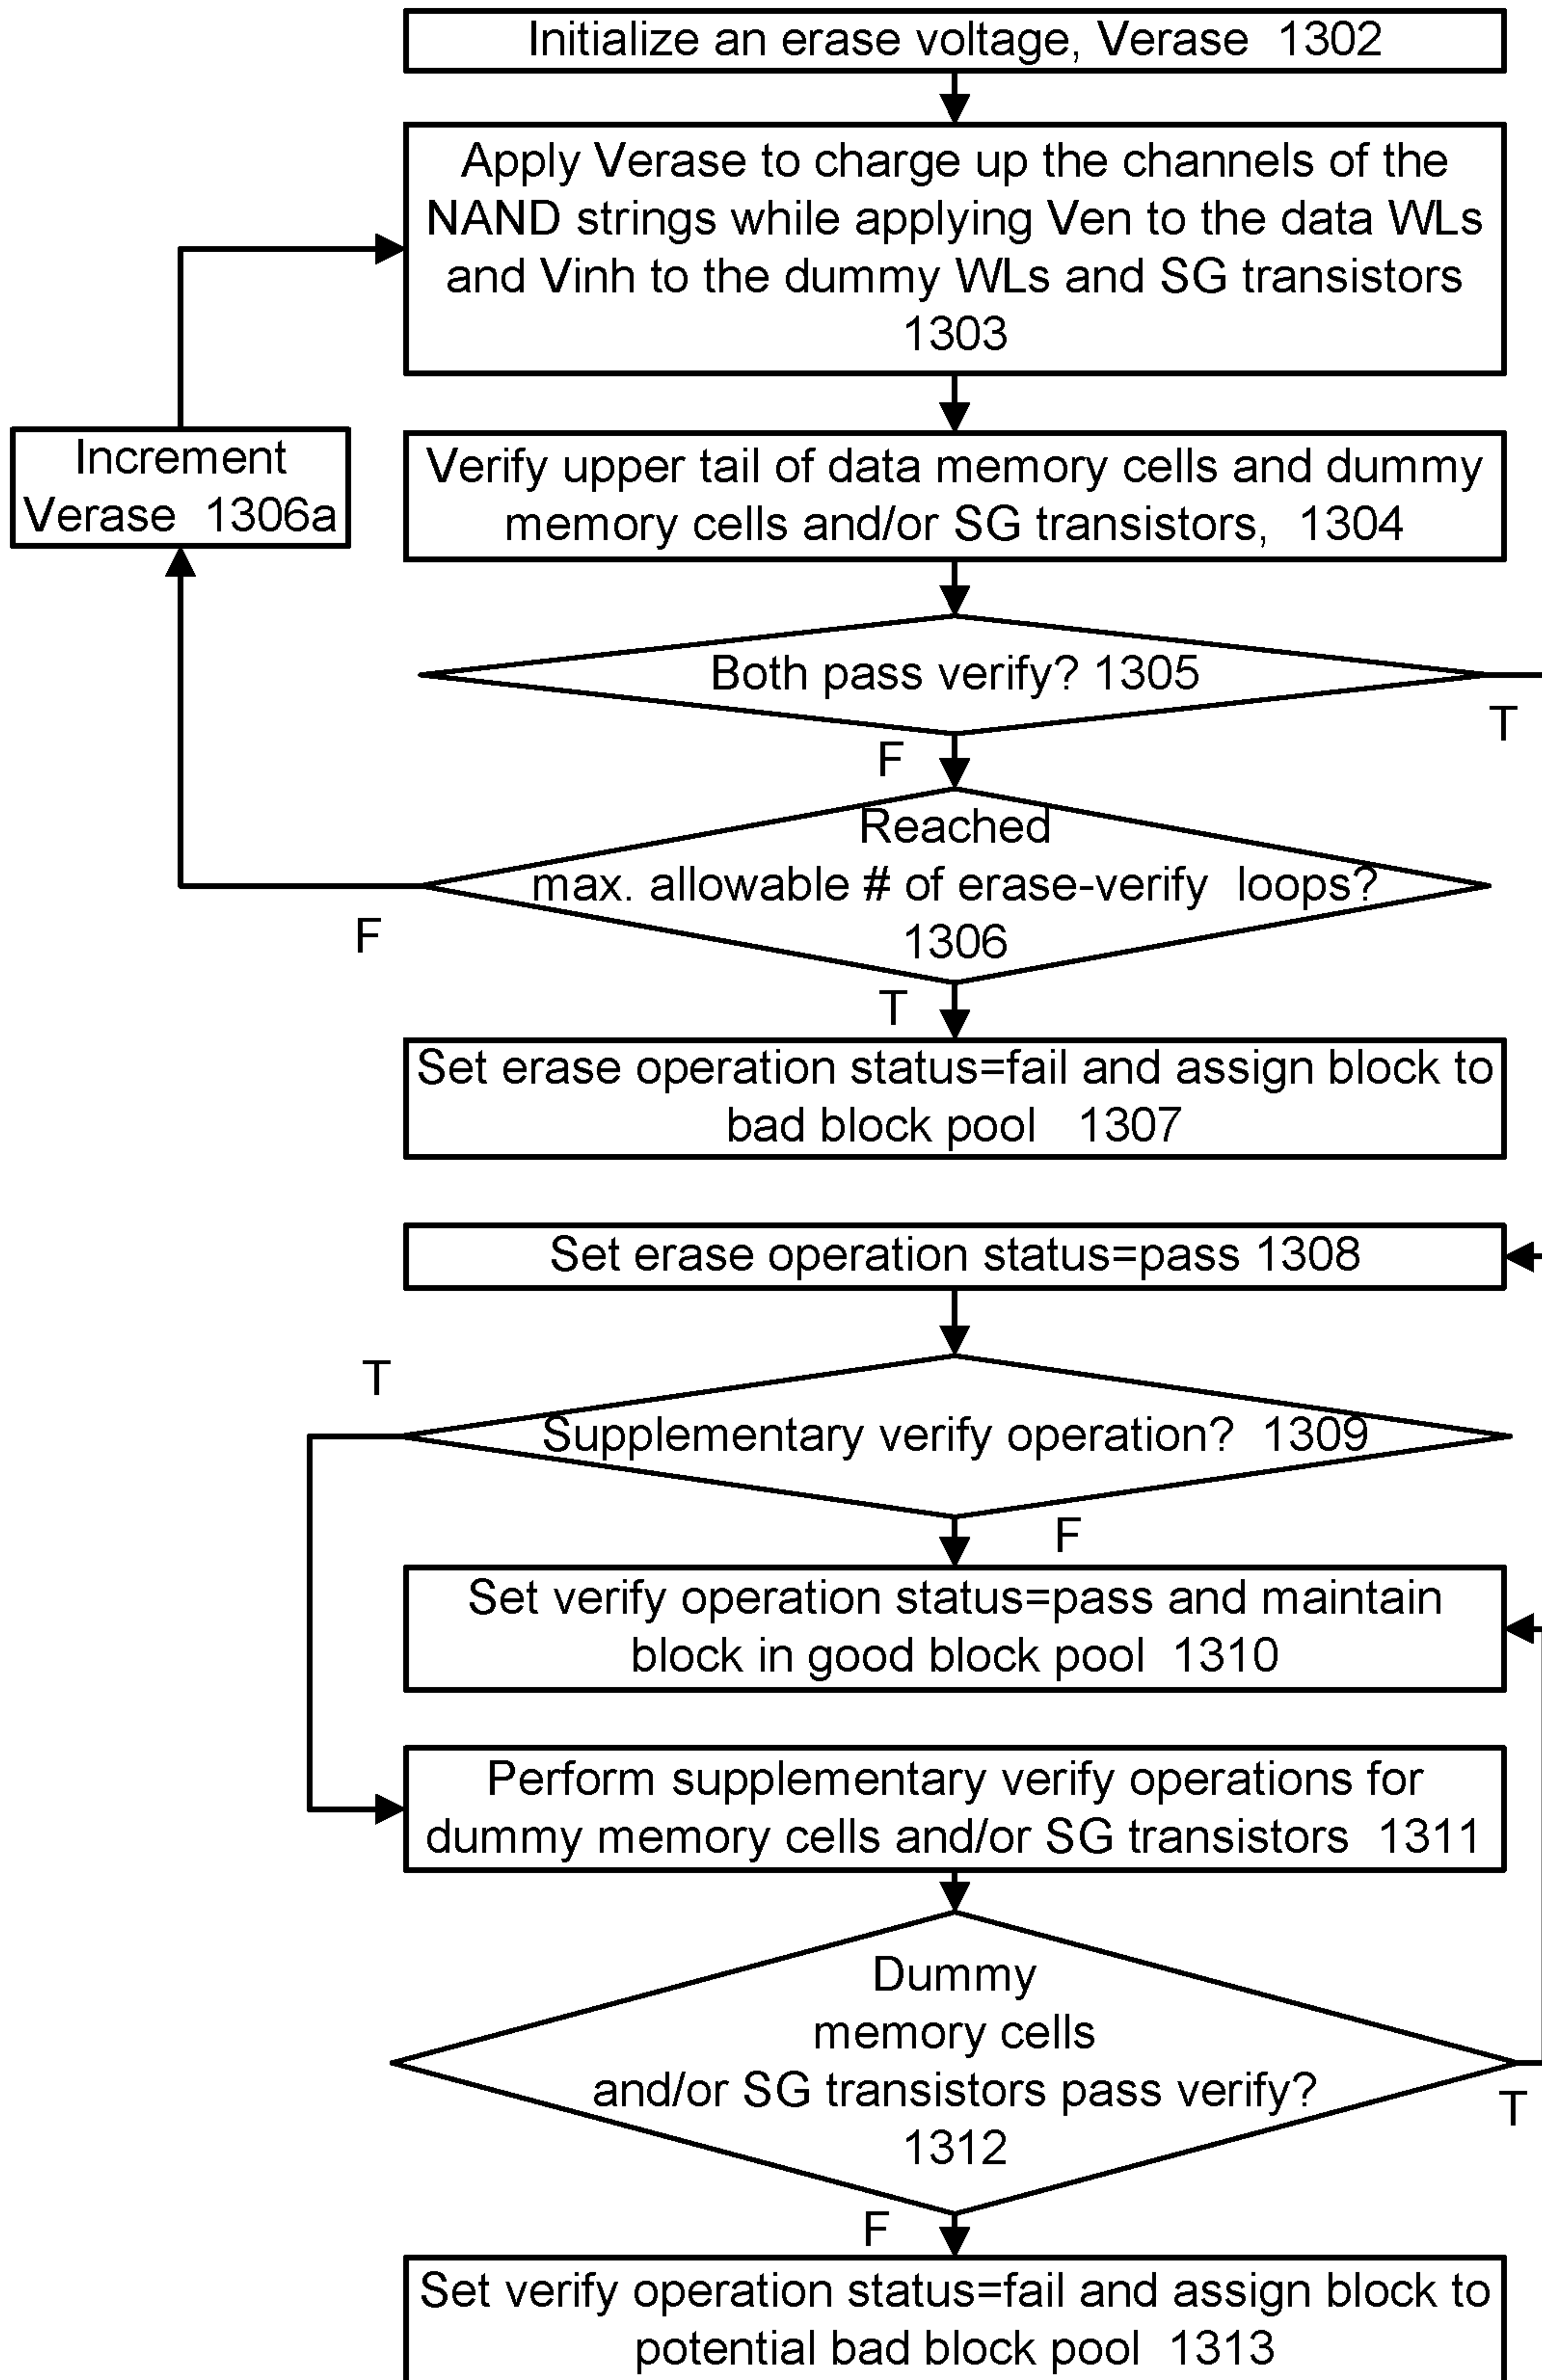 Initialize an erase voltage, Verase 1302
Apply Verase to charge up the channels of the
NAND strings while applying Ven to the data WLs
and Vinh to the dummy WLs and SG transistors
1303
Increment
Verase 1306a
Verify upper tail of data memory cells and dummy
memory cells and/or SG transistors, 1304
Both pass verify? 1305
T
F
Reached
max. allowable # of erase-verify loops?
1306
F
T
Set erase operation status=fail and assign block to
bad block pool 1307
Set erase operation status=pass 1308
T
Supplementary verify operation? 1309
F
Set verify operation status=pass and maintain
block in good block pool 1310
Perform supplementary verify operations for
dummy memory cells and/or SG transistors 1311
Dummy
memory cells
and/or SG transistors pass verify?
1312
T
F
Set verify operation status=fail and assign block to
potential bad block pool 1313